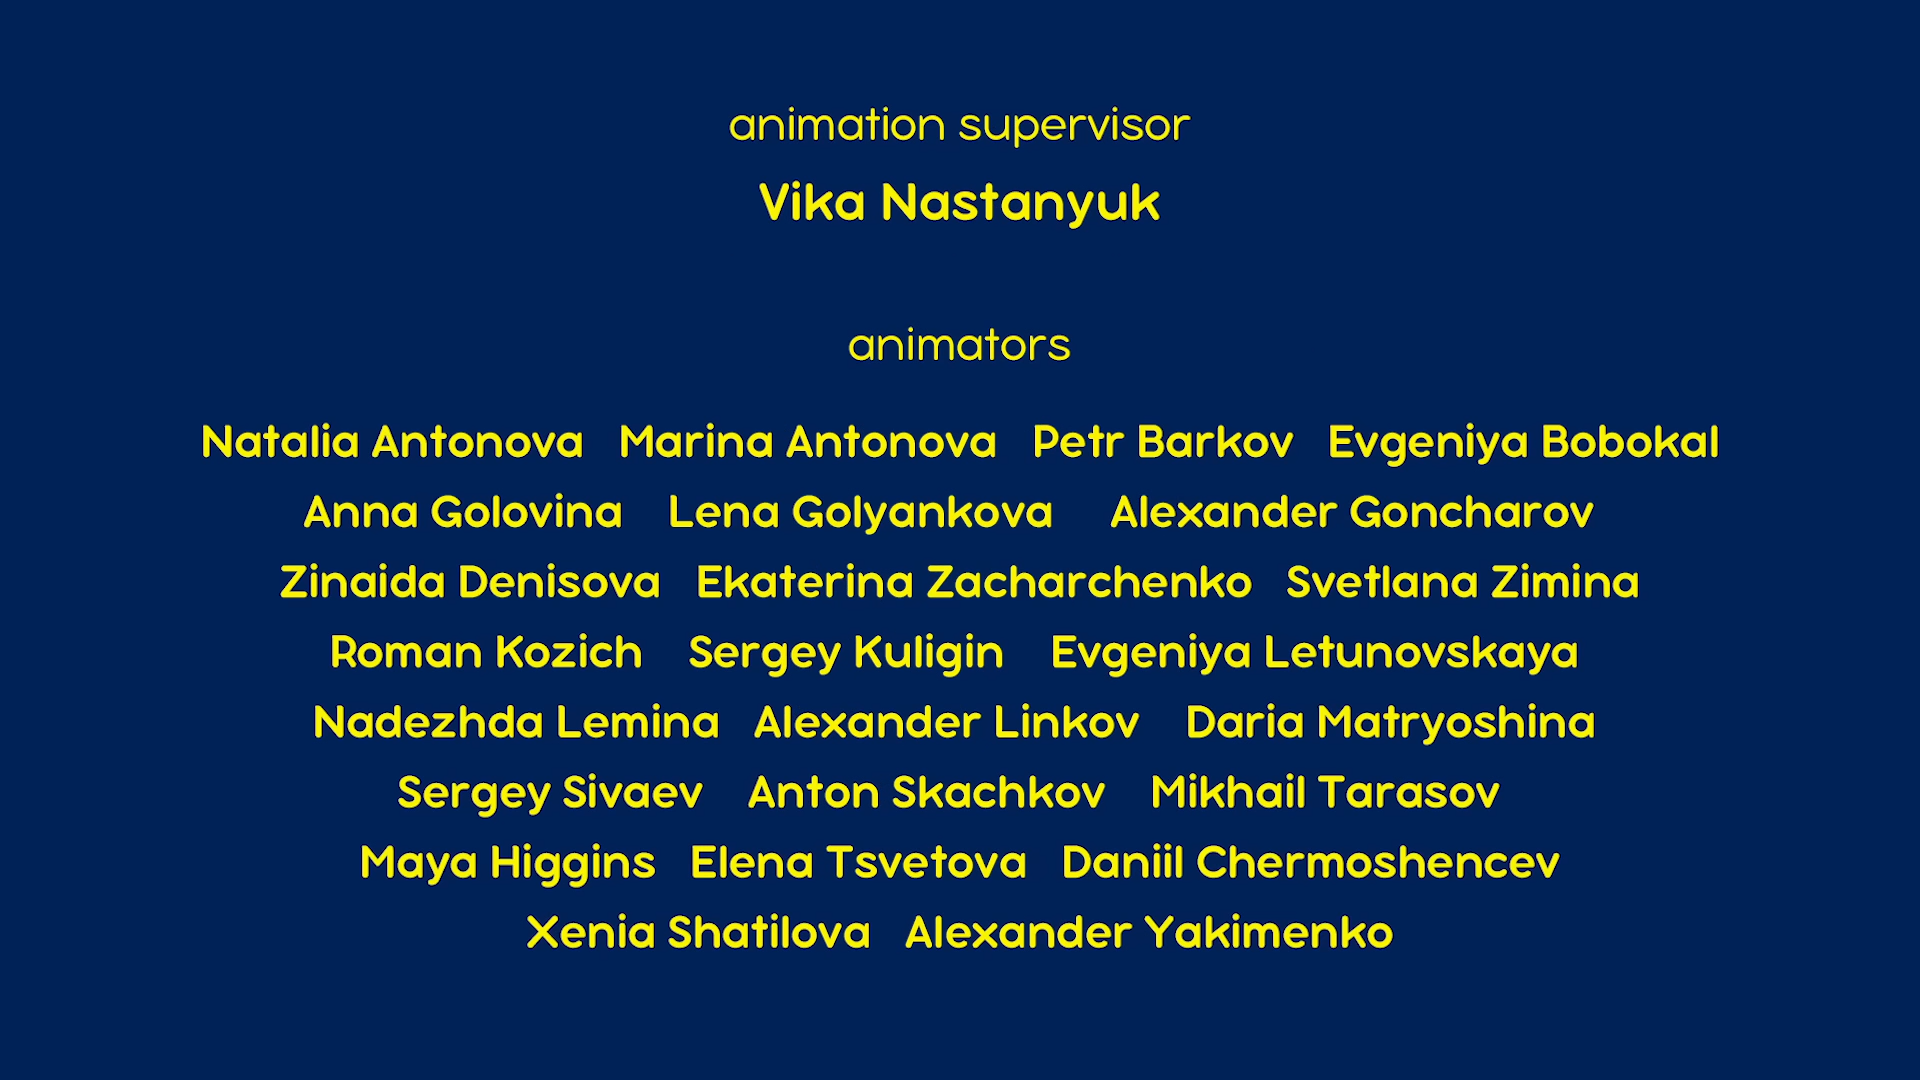 animation supervisor
Vika Nastanyuk
animators
Natalia Antonova Marina Antonova Petr Barkov Evgeniya Bobokal
Anna Golovina Lena Golyankova Alexander Goncharov
Zinaida Denisova Ekaterina Zacharchenko Svetlana Zimina
Roman Kozich Sergey Kuligin Evgeniya Letunovskaya
Nadezhda Lemina Alexander Linkov Daria Matryoshina
Sergey Sivaev Anton Skachkov Mikhail Tarasov
Maya Higgins Elena Tsvetova Daniil Chermoshencev
Xenia Shatilova Alexander Yakimenko